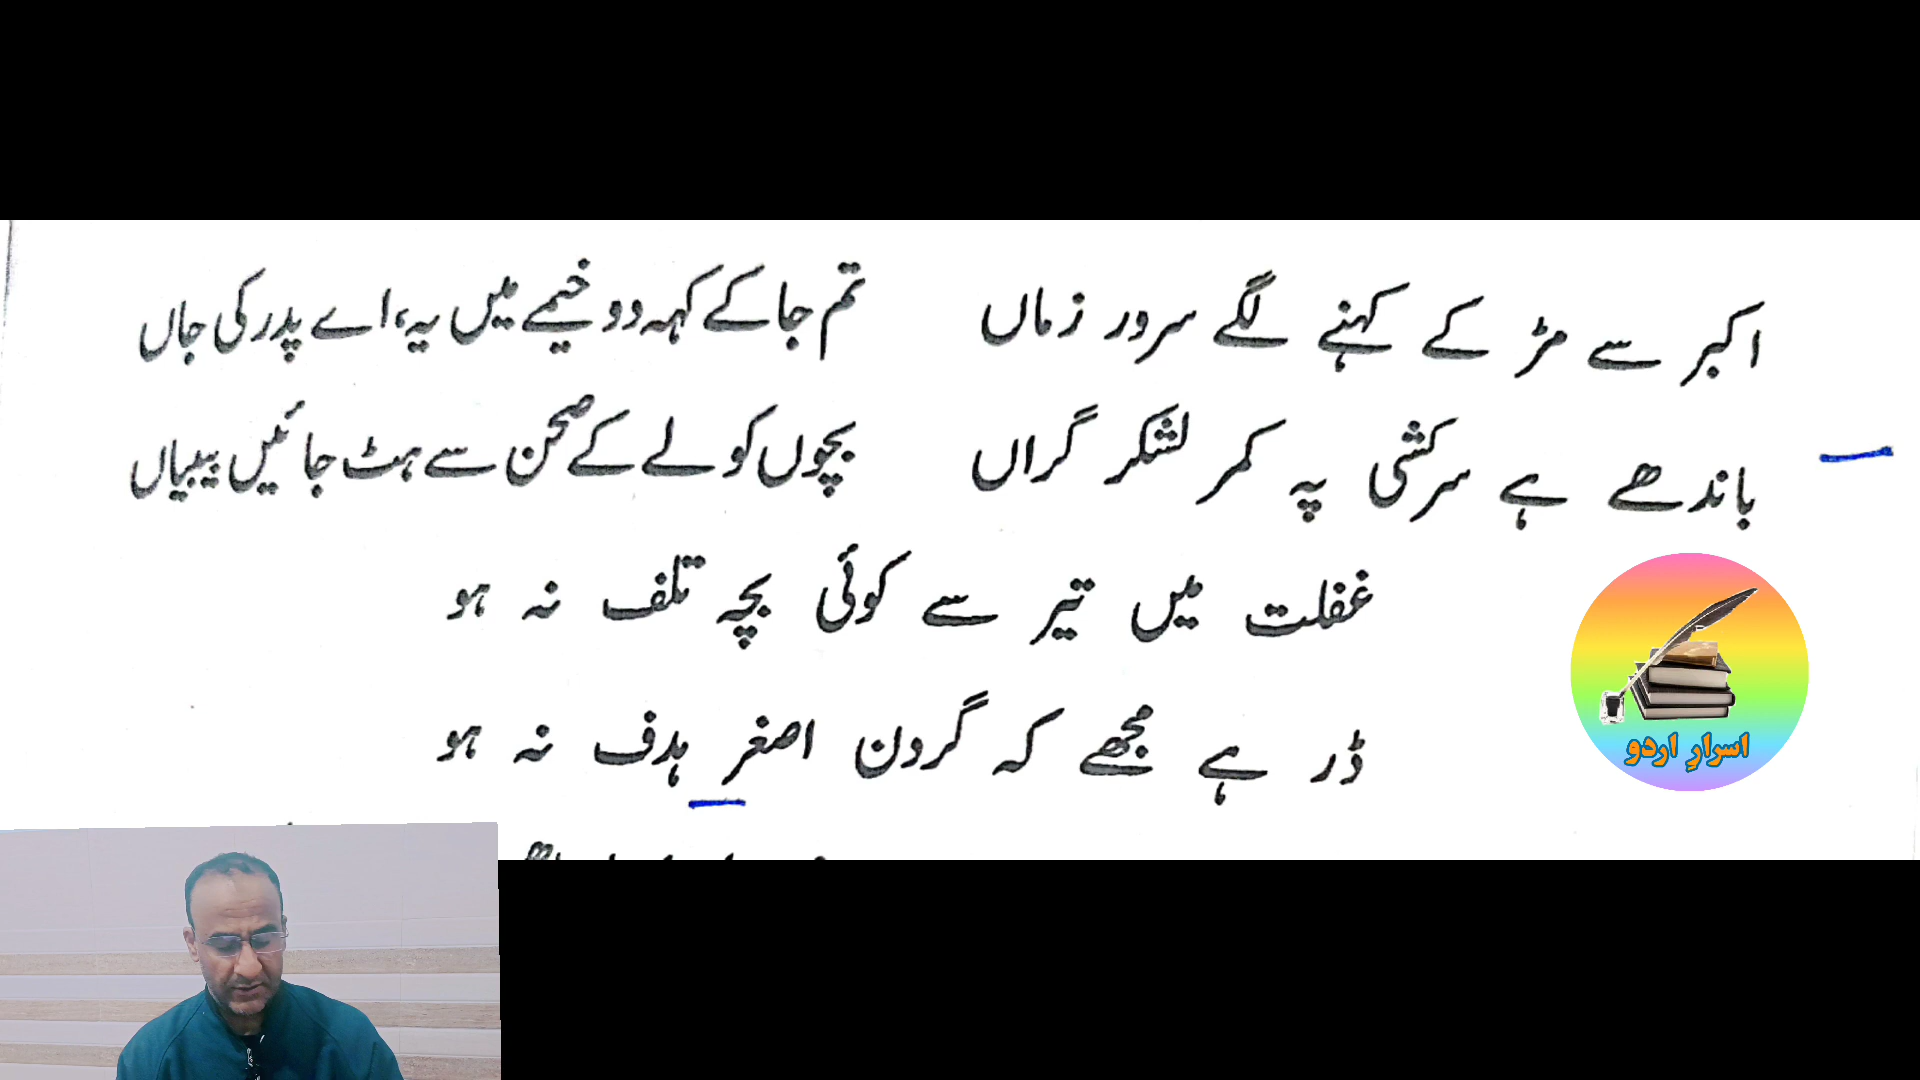 اکبر سے مڑ کے کہنے لگے سرور زماں تم جا کے کہہ دو خیمے میں یہ، اے پدر کی جاں
باندھے ہے سرکشی پہ کمر لشکر گراں بچوں کو لے کے صحن سے ہٹ جائیں بیبیاں
غفلت میں تیر سے کوئی بچہ تلف نہ ہو
ڈر ہے مجھے کہ گردن اصغر ہدف نہ ہو
اسرارِ اردو